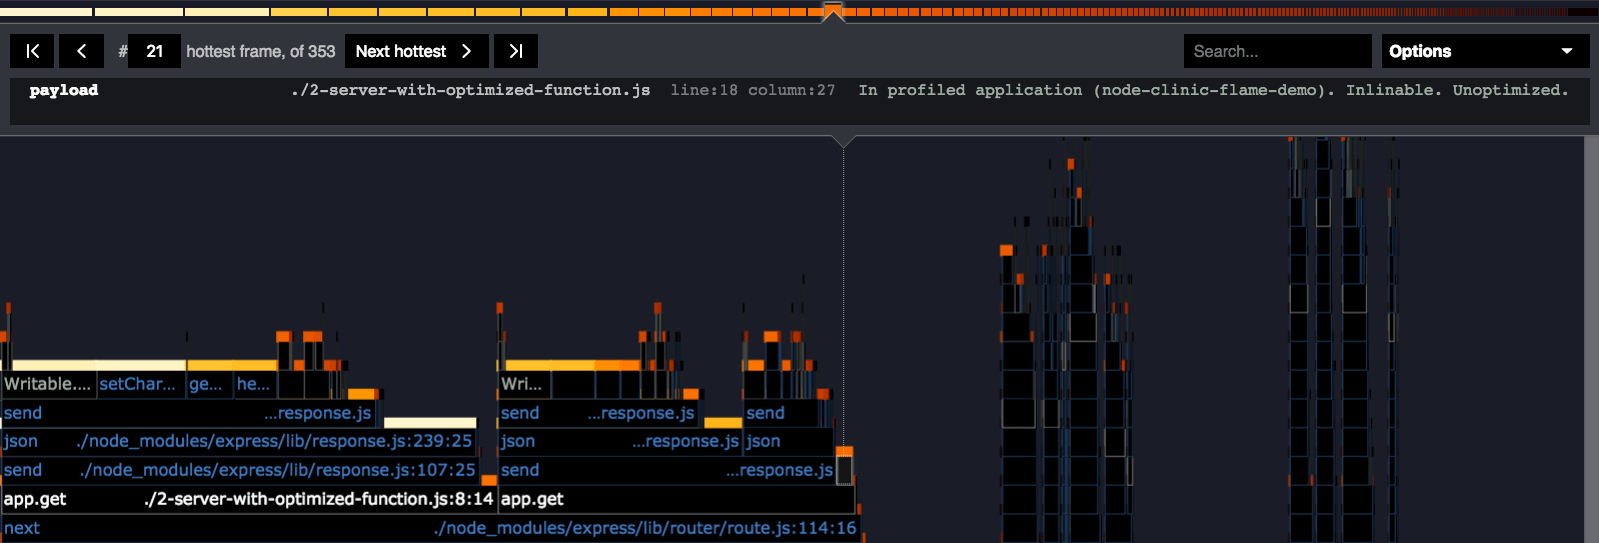 # 21 hottest frame, of 353 Next hottest Search... Options
payload ./2-server-with-optimized-function.js line:18 column:27 In profiled application (node-clinic-flame-demo). Inlinable. Unoptimized.
Writable.... setChar... ge... he... Wri...
send ...response.js send ...response.js send
json ./node_modules/express/lib/response.js:239:25 json ...response.js json
send ./node_modules/express/lib/response.js:107:25 send ...response.js
app.get ./2-server-with-optimized-function.js:8:14 app.get
next ./node_modules/express/lib/router/route.js:114:16